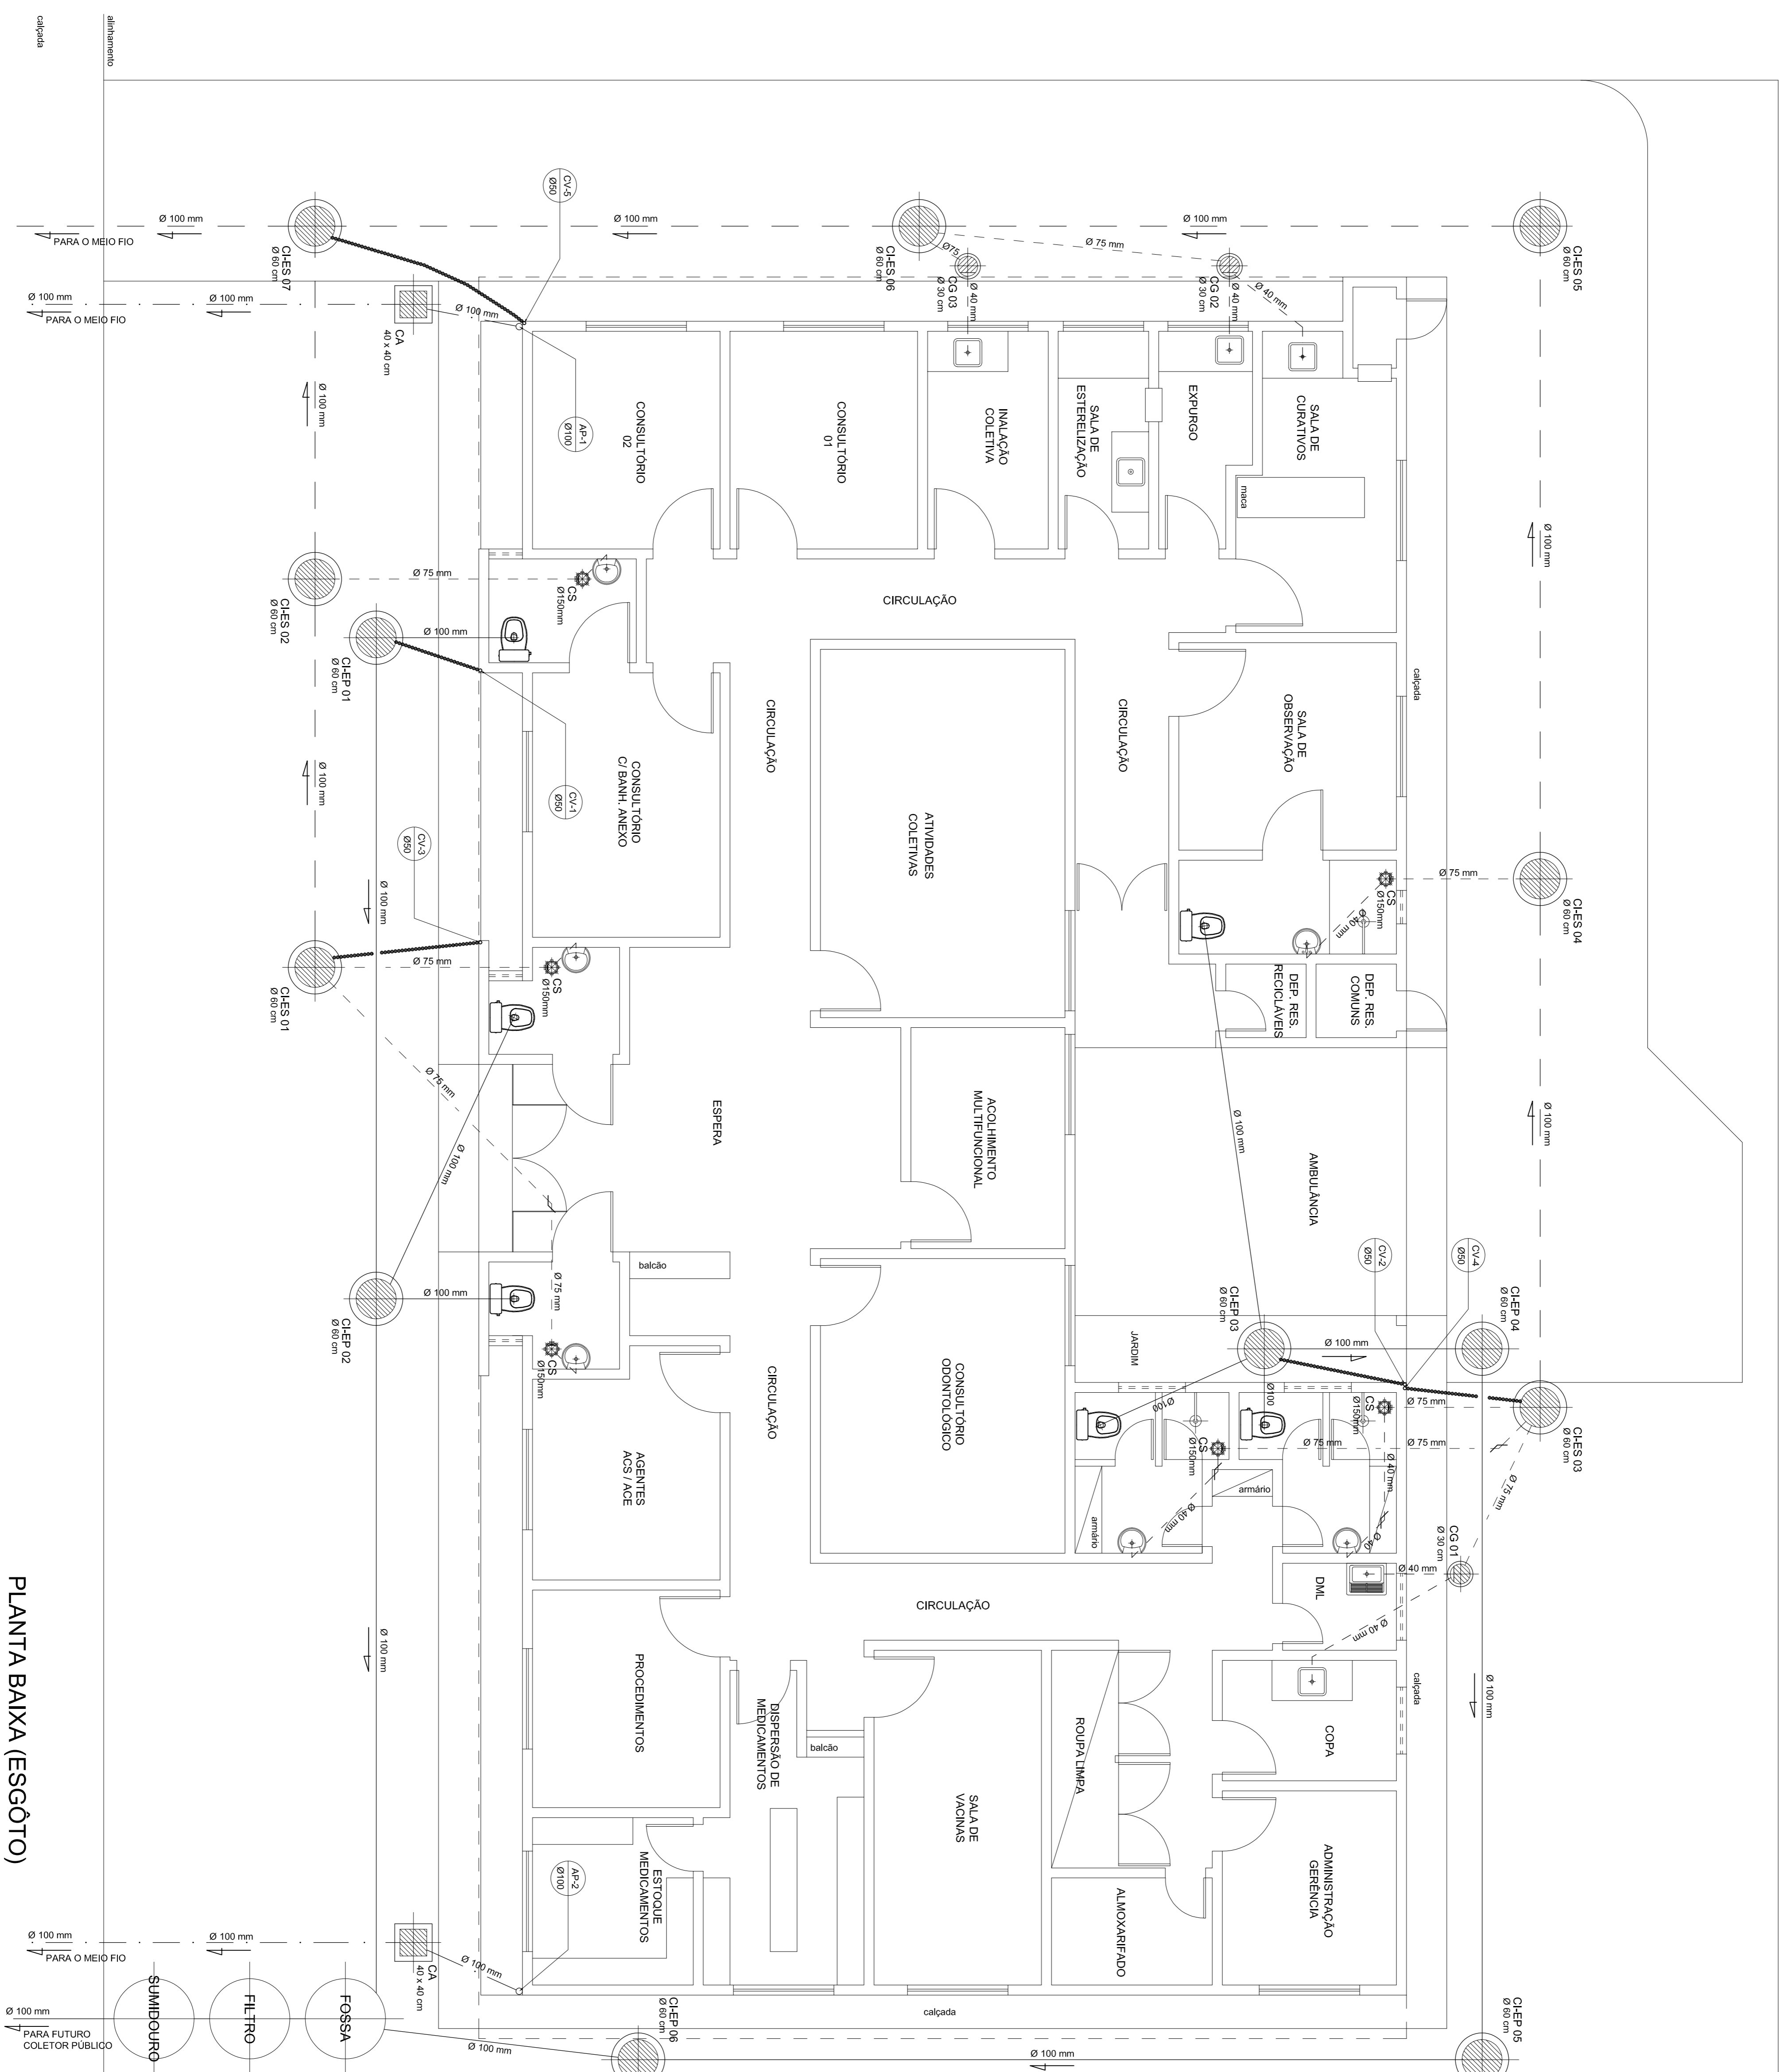 calçada
alinhamento
Ø 100 mm
PARA O MEIO FIO
Ø 100 mm
PARA O MEIO FIO
Ø 100 mm
CI-ES 07
Ø 60 cm
CV-5
Ø50
Ø 100 mm
CI-ES 06
Ø 60 cm
Ø75
CG 03
Ø 30 cm
Ø 40 mm
Ø 75 mm
Ø 100 mm
CG 02
Ø 30 cm
Ø 40 mm
Ø 40 mm
CI-ES 05
Ø 60 cm
Ø 100 mm
CA
40 x 40 cm
Ø 100 mm
AP-1
Ø100
CONSULTÓRIO
02
CONSULTÓRIO
01
INALAÇÃO
COLETIVA
SALA DE
ESTERELIZAÇÃO
EXPURGO
SALA DE
CURATIVOS
maca
Ø 100 mm
Ø 100 mm
CI-ES 02
Ø 60 cm
Ø 75 mm
CS
Ø150mm
CIRCULAÇÃO
CI-EP 01
Ø 60 cm
Ø 100 mm
Ø 100 mm
CV-1
Ø50
CV-3
Ø50
CONSULTÓRIO
C/ BANH. ANEXO
CIRCULAÇÃO
ATIVIDADES
COLETIVAS
CIRCULAÇÃO
SALA DE
OBSERVAÇÃO
calçada
CI-ES 04
Ø 60 cm
Ø 75 mm
CS
Ø150mm
Ø 40 mm
Ø 100 mm
CI-ES 01
Ø 60 cm
Ø 75 mm
CS
Ø150mm
DEP. RES.
RECICLÁVEIS
DEP. RES.
COMUNS
Ø 75 mm
Ø 100 mm
ESPERA
ACOLHIMENTO
MULTIFUNCIONAL
Ø 100 mm
AMBULÂNCIA
Ø 100 mm
CV-2
Ø50
CV-4
Ø50
CI-EP 02
Ø 60 cm
Ø 100 mm
Ø 75 mm
CS
Ø150mm
balcão
CIRCULAÇÃO
CONSULTÓRIO
ODONTOLÓGICO
JARDIM
CI-EP 03
Ø 60 cm
Ø 100 mm
CI-EP 04
Ø 60 cm
Ø100
Ø100
CS
Ø150mm
Ø 75 mm
CS
Ø150mm
Ø 75 mm
Ø 75 mm
Ø 40 mm
Ø 40 mm
Ø 40
armário
armário
CI-ES 03
Ø 60 cm
Ø 75 mm
CG 01
Ø 30 cm
Ø 40 mm
Ø 40 mm
DML
AGENTES
ACS / ACE
CIRCULAÇÃO
Ø 100 mm
PROCEDIMENTOS
DISPERSÃO DE
MEDICAMENTOS
balcão
SALA DE
VACINAS
ROUPA LIMPA
COPA
calçada
Ø 100 mm
ESTOQUE
MEDICAMENTOS
AP-2
Ø100
ALMOXARIFADO
ADMINISTRAÇÃO
GERÊNCIA
Ø 100 mm
PARA O MEIO FIO
Ø 100 mm
CA
40 x 40 cm
Ø 100 mm
SUMIDOURO
FILTRO
FOSSA
Ø 100 mm
PARA FUTURO
COLETOR PÚBLICO
Ø 100 mm
CI-EP 06
Ø 60 cm
calçada
Ø 100 mm
CI-EP 05
Ø 60 cm
PLANTA BAIXA (ESGÔTO)